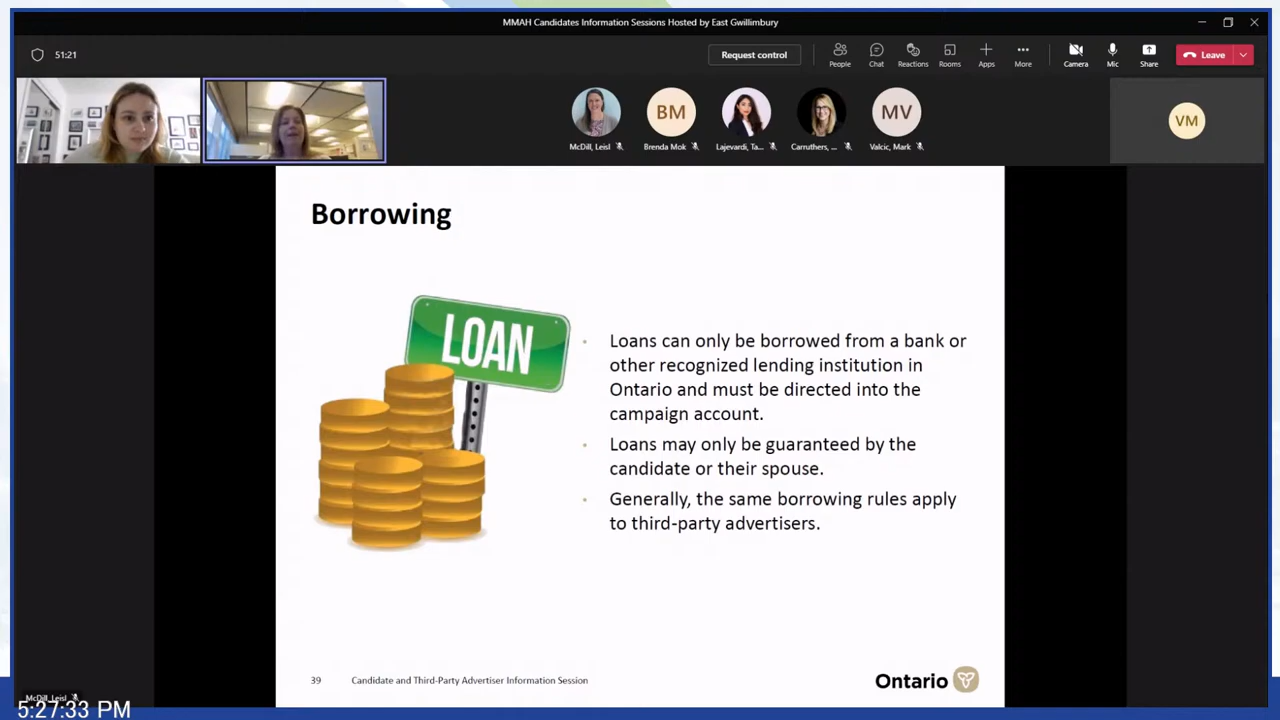 MMAH Candidates Information Sessions Hosted by East Gwillimbury
51:21
Request control
People
Chat
Reactions
Rooms
Apps
More
Camera
Mic
Share
Leave
BM
MV
VM
McDill, Leisl
Brenda Mok
Lajevardi, Ta...
Carruthers, ...
Valcic, Mark
Borrowing
LOAN
• Loans can only be borrowed from a bank or
other recognized lending institution in
Ontario and must be directed into the
campaign account.
• Loans may only be guaranteed by the
candidate or their spouse.
• Generally, the same borrowing rules apply
to third-party advertisers.
39
Candidate and Third-Party Advertiser Information Session
Ontario
McDill, Leisl
5:27:33 PM